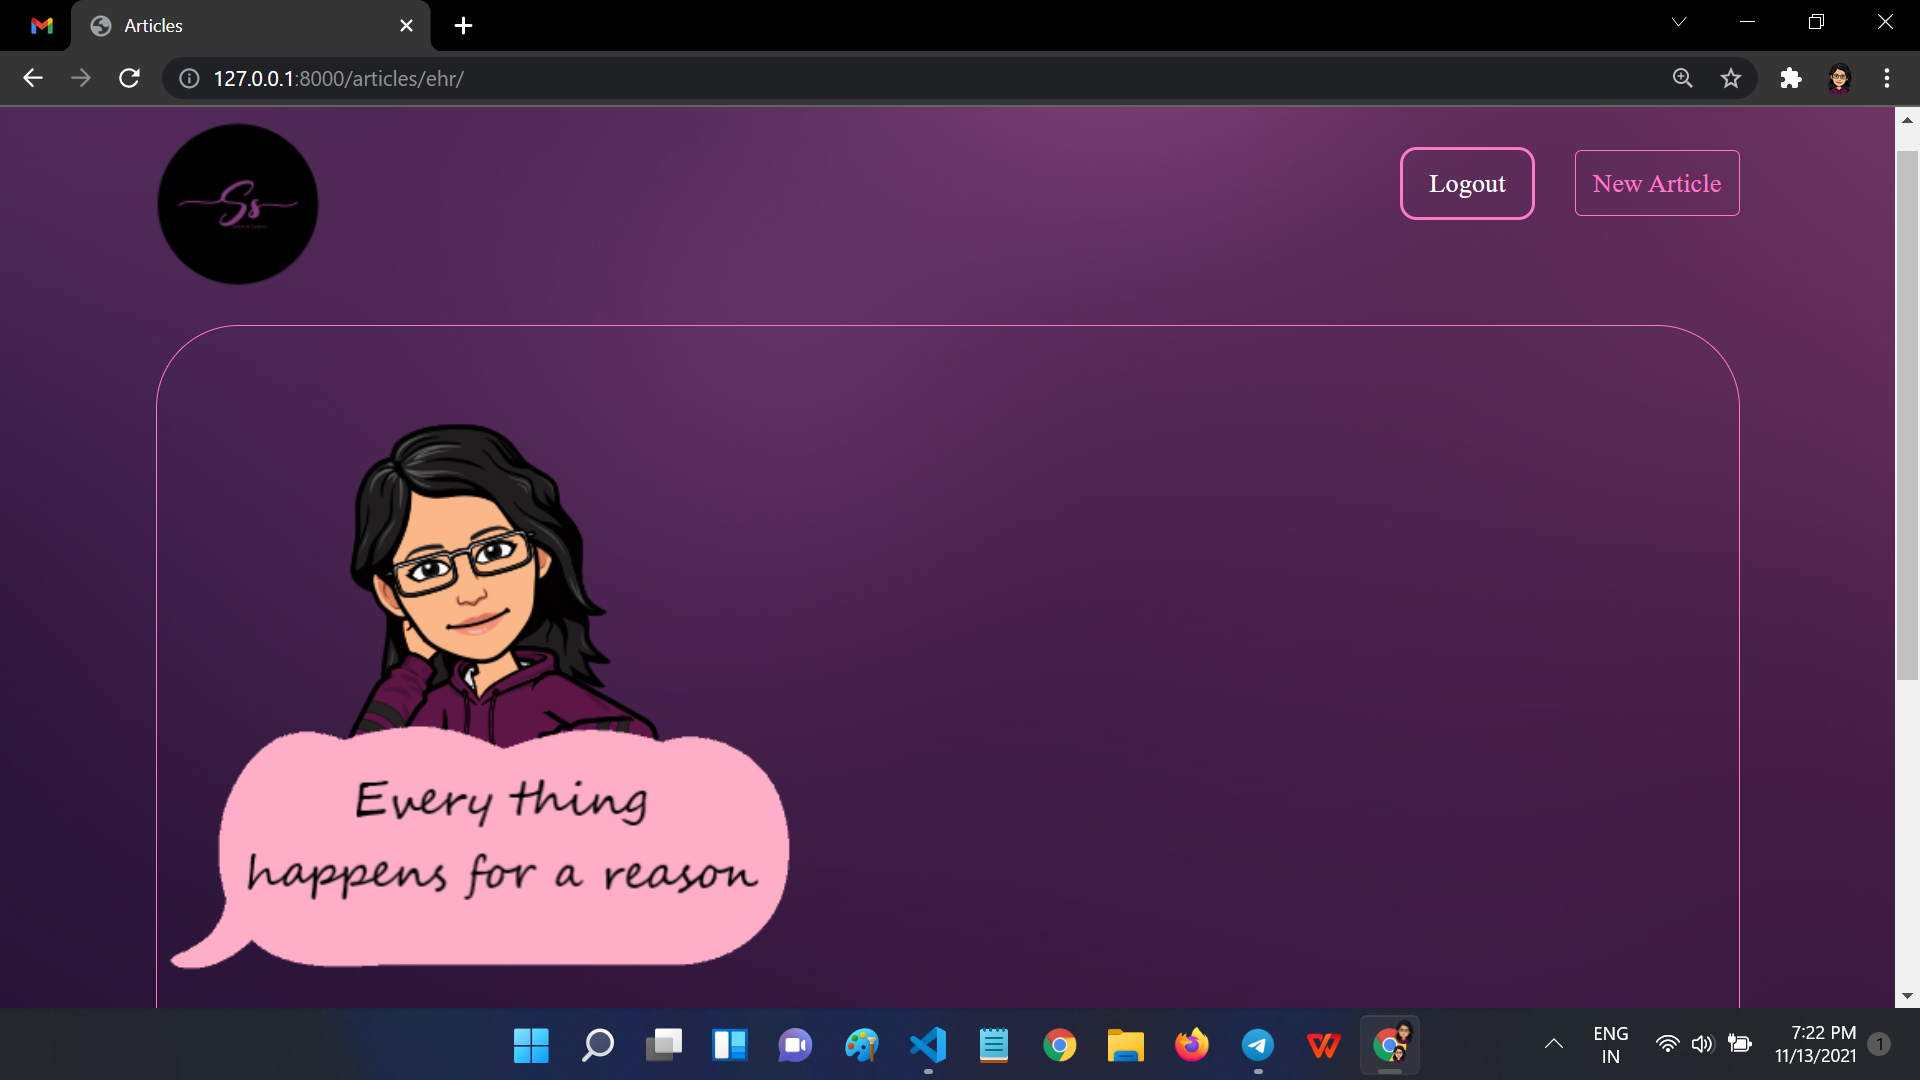 Articles
127.0.0.1:8000/articles/ehr/
Ss
Logout
New Article
Every thing
happens for a reason
ENG
IN
7:22 PM
11/13/2021
1